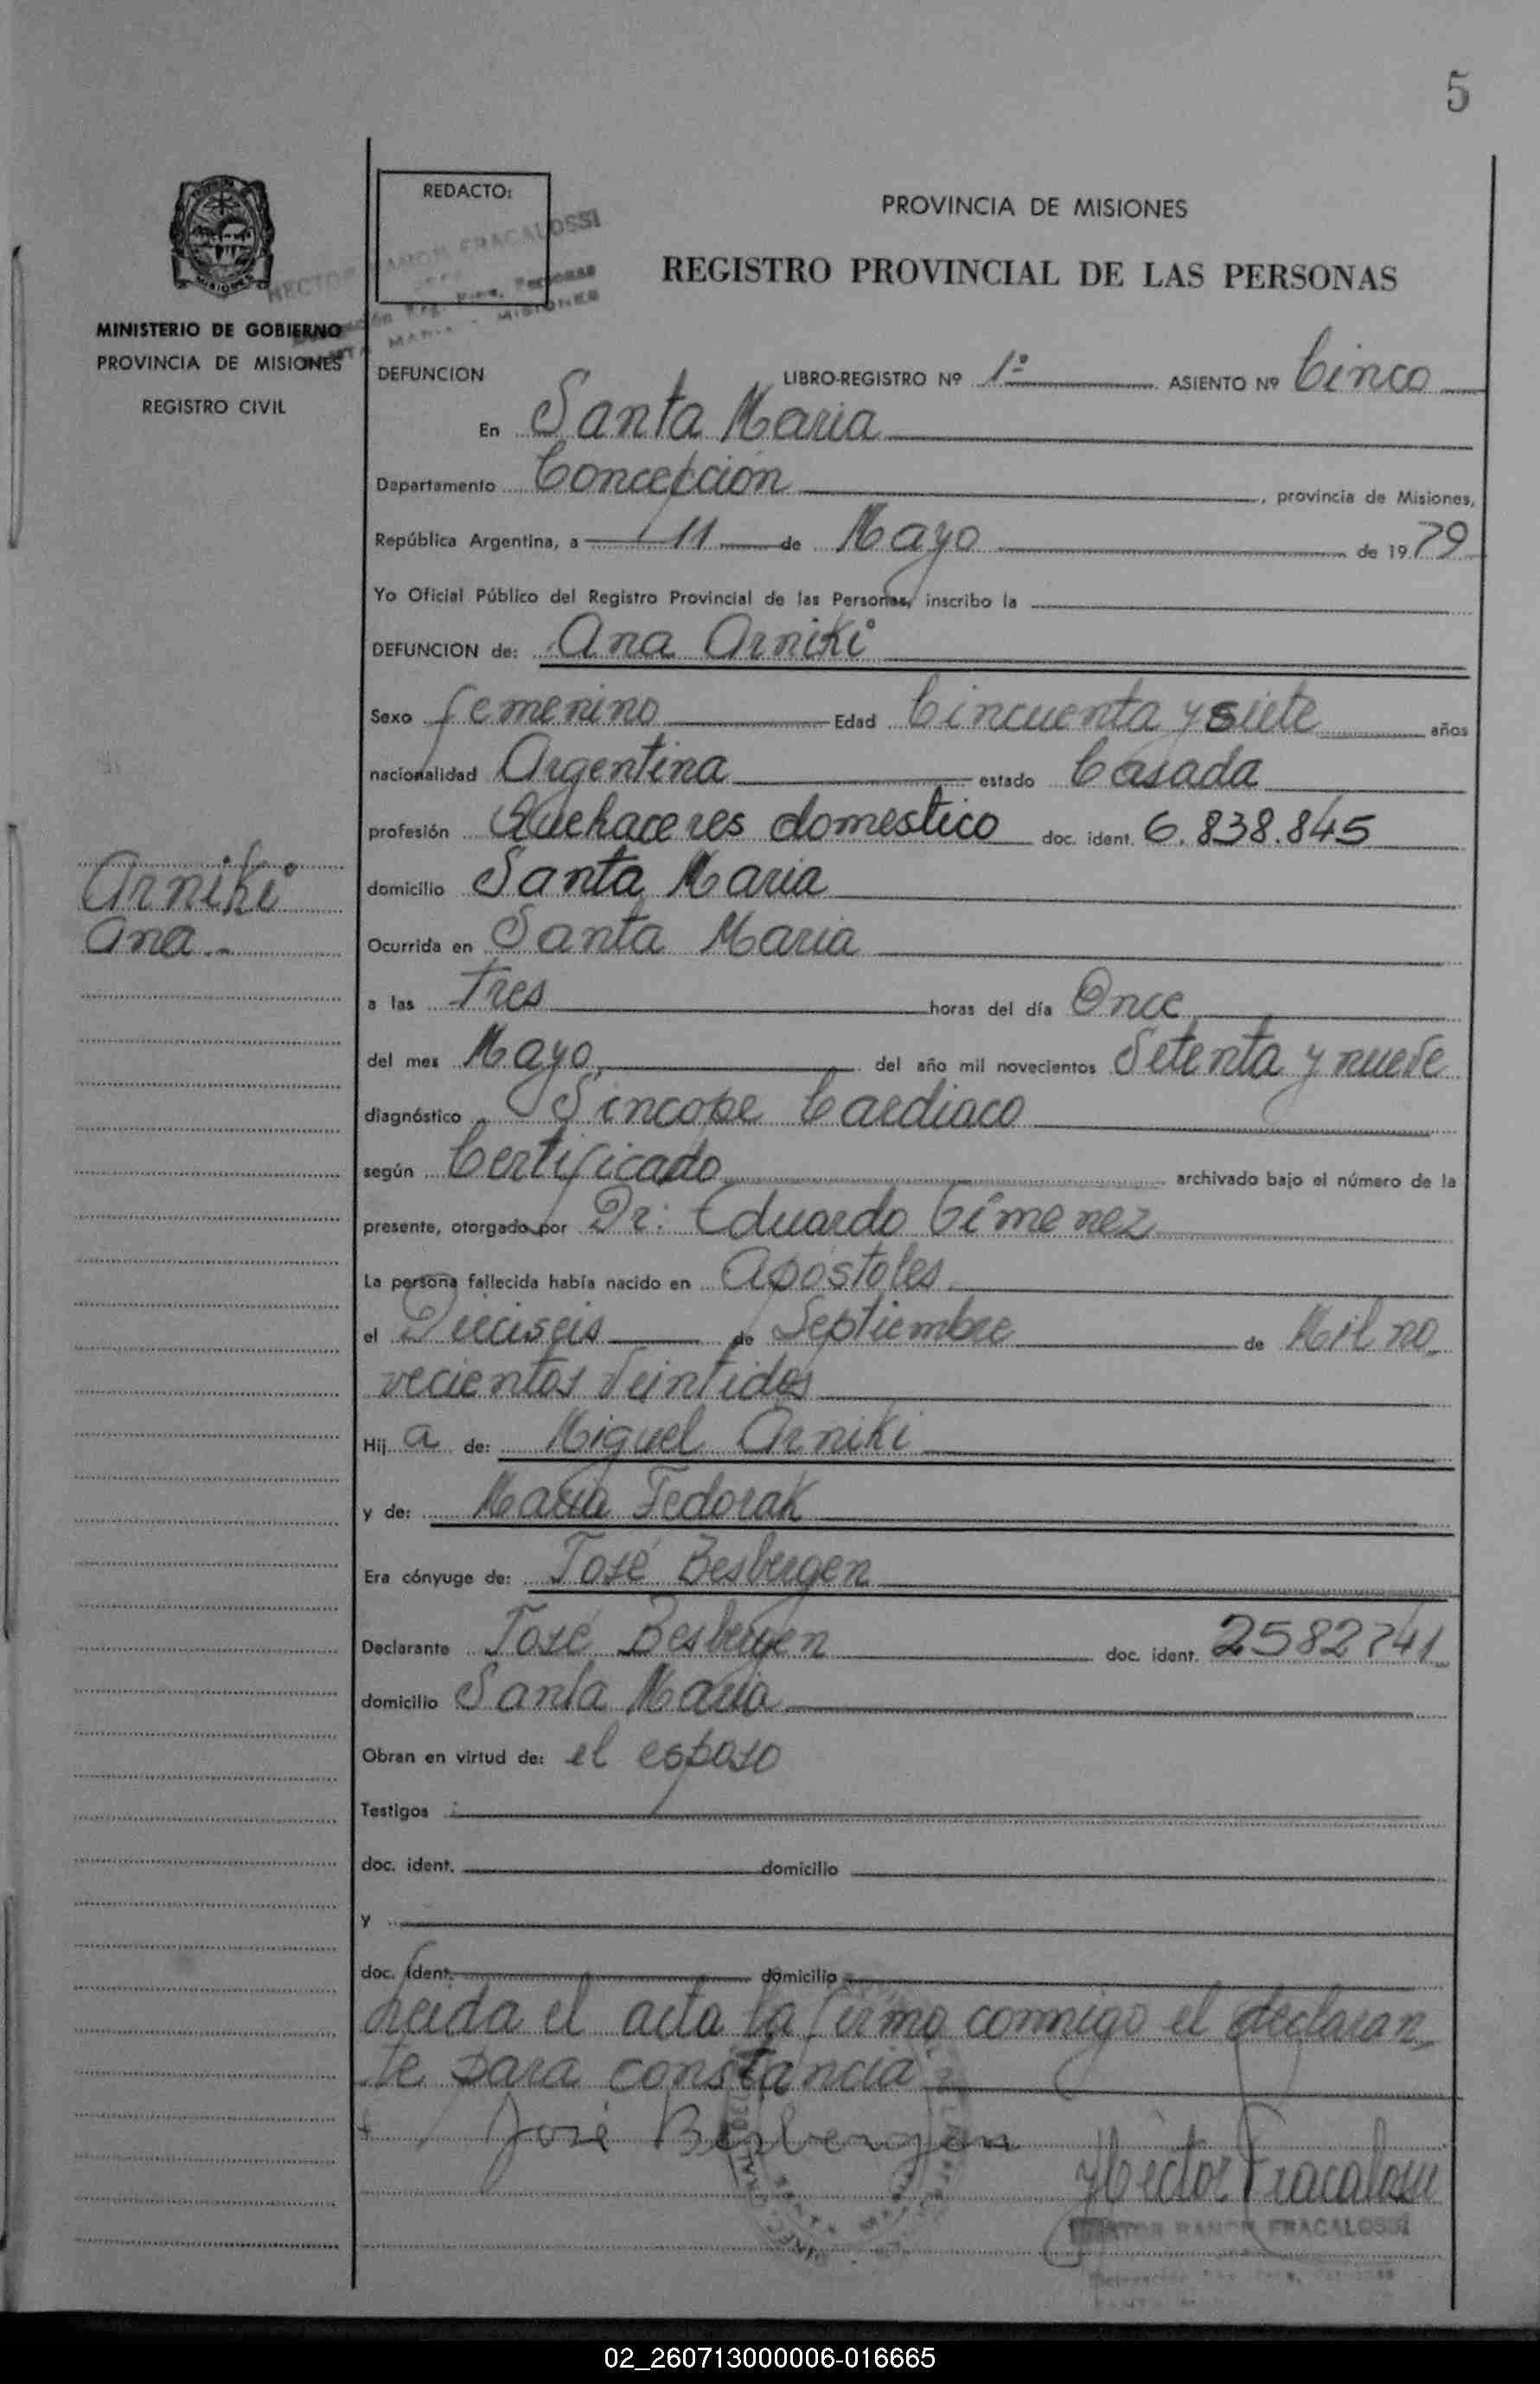 5
REDACTO:
PROVINCIA DE MISIONES
REGISTRO PROVINCIAL DE LAS PERSONAS
MINISTERIO DE GOBIERNO
PROVINCIA DE MISIONES
REGISTRO CIVIL
DEFUNCION LIBRO-REGISTRO Nº 1º ASIENTO Nº Cinco
En Santa Maria
Departamento Concepción, provincia de Misiones,
República Argentina, a 11 de Mayo de 1979
Yo Oficial Público del Registro Provincial de las Personas, inscribo la
DEFUNCION de: Ana Arniki
Sexo femenino Edad Cincuenta y siete años
nacionalidad Argentina estado Casada
profesión Quehaceres domestico doc. ident. 6.838.845
Arniki
Ana
domicilio Santa Maria
Ocurrida en Santa Maria
a las Tres horas del día Once
del mes Mayo del año mil novecientos Setenta y nueve
diagnóstico Sincope Cardiaco
según Certificado archivado bajo el número de la
presente, otorgado por Dr: Eduardo Gimenez
La persona fallecida había nacido en Apóstoles
el Dieciseis de Septiembre de Mil no
vecientos Veintidos
Hij a de: Miguel Arniki
y de: Maria Fedorak
Era cónyuge de: José Besbergen
Declarante José Besbergen doc. ident. 2582741
domicilio Santa Maria
Obran en virtud de: el esposo
Testigos
doc. ident. domicilio
y
doc. ident. domicilio
Leida el acta la firma conmigo el declaran
te para constancia
José Besbergen
Hector Fracalossi
RAMON FRACALOSSI
02_260713000006-016665